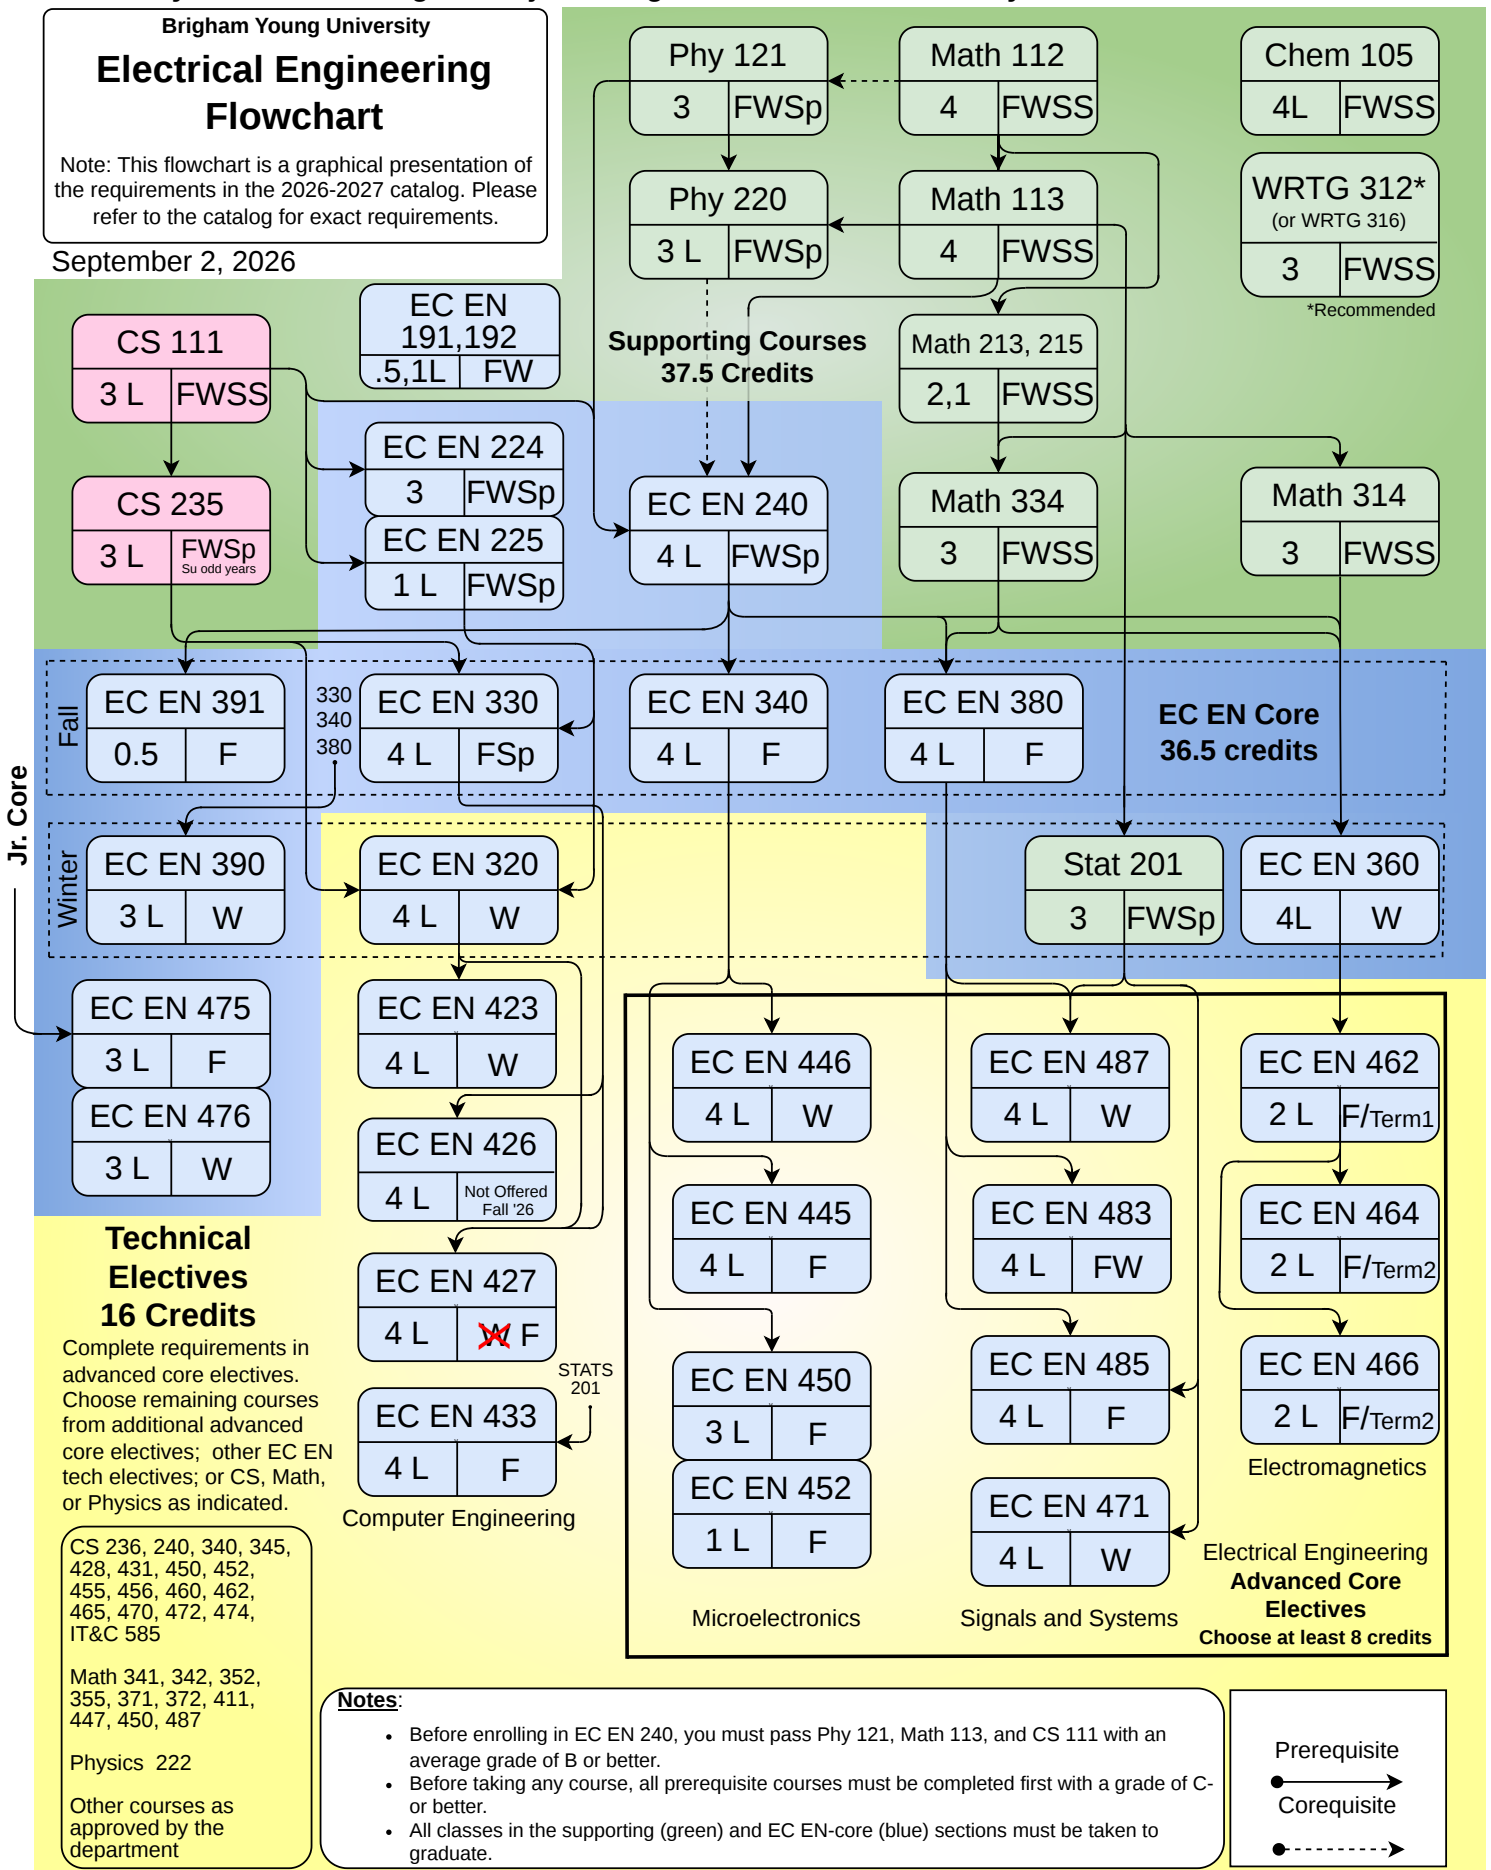 Brigham Young University
Electrical Engineering
Flowchart
Note: This flowchart is a graphical presentation of
the requirements in the 2026-2027 catalog. Please
refer to the catalog for exact requirements.
September 2, 2026
Phy 121
3 FWSp
Math 112
4 FWSS
Chem 105
4L FWSS
Phy 220
3 L FWSp
Math 113
4 FWSS
WRTG 312*
(or WRTG 316)
3 FWSS
*Recommended
CS 111
3 L FWSS
EC EN
191,192
.5,1L FW
Supporting Courses
37.5 Credits
Math 213, 215
2,1 FWSS
CS 235
3 L FWSp
Su odd years
EC EN 224
3 FWSp
EC EN 225
1 L FWSp
EC EN 240
4 L FWSp
Math 334
3 FWSS
Math 314
3 FWSS
Jr. Core
Fall
EC EN 391
0.5 F
330
340
380
EC EN 330
4 L FSp
EC EN 340
4 L F
EC EN 380
4 L F
EC EN Core
36.5 credits
Winter
EC EN 390
3 L W
EC EN 320
4 L W
Stat 201
3 FWSp
EC EN 360
4L W
EC EN 475
3 L F
EC EN 476
3 L W
EC EN 423
4 L W
EC EN 426
4 L Not Offered
Fall '26
EC EN 427
4 L W F
STATS
201
EC EN 433
4 L F
Computer Engineering
EC EN 446
4 L W
EC EN 445
4 L F
EC EN 450
3 L F
EC EN 452
1 L F
Microelectronics
EC EN 487
4 L W
EC EN 483
4 L FW
EC EN 485
4 L F
EC EN 471
4 L W
Signals and Systems
EC EN 462
2 L F/Term1
EC EN 464
2 L F/Term2
EC EN 466
2 L F/Term2
Electromagnetics
Electrical Engineering
Advanced Core
Electives
Choose at least 8 credits
Technical
Electives
16 Credits
Complete requirements in
advanced core electives.
Choose remaining courses
from additional advanced
core electives; other EC EN
tech electives; or CS, Math,
or Physics as indicated.
CS 236, 240, 340, 345,
428, 431, 450, 452,
455, 456, 460, 462,
465, 470, 472, 474,
IT&C 585
Math 341, 342, 352,
355, 371, 372, 411,
447, 450, 487
Physics 222
Other courses as
approved by the
department
Notes:
• Before enrolling in EC EN 240, you must pass Phy 121, Math 113, and CS 111 with an
average grade of B or better.
• Before taking any course, all prerequisite courses must be completed first with a grade of C-
or better.
• All classes in the supporting (green) and EC EN-core (blue) sections must be taken to
graduate.
Prerequisite
Corequisite